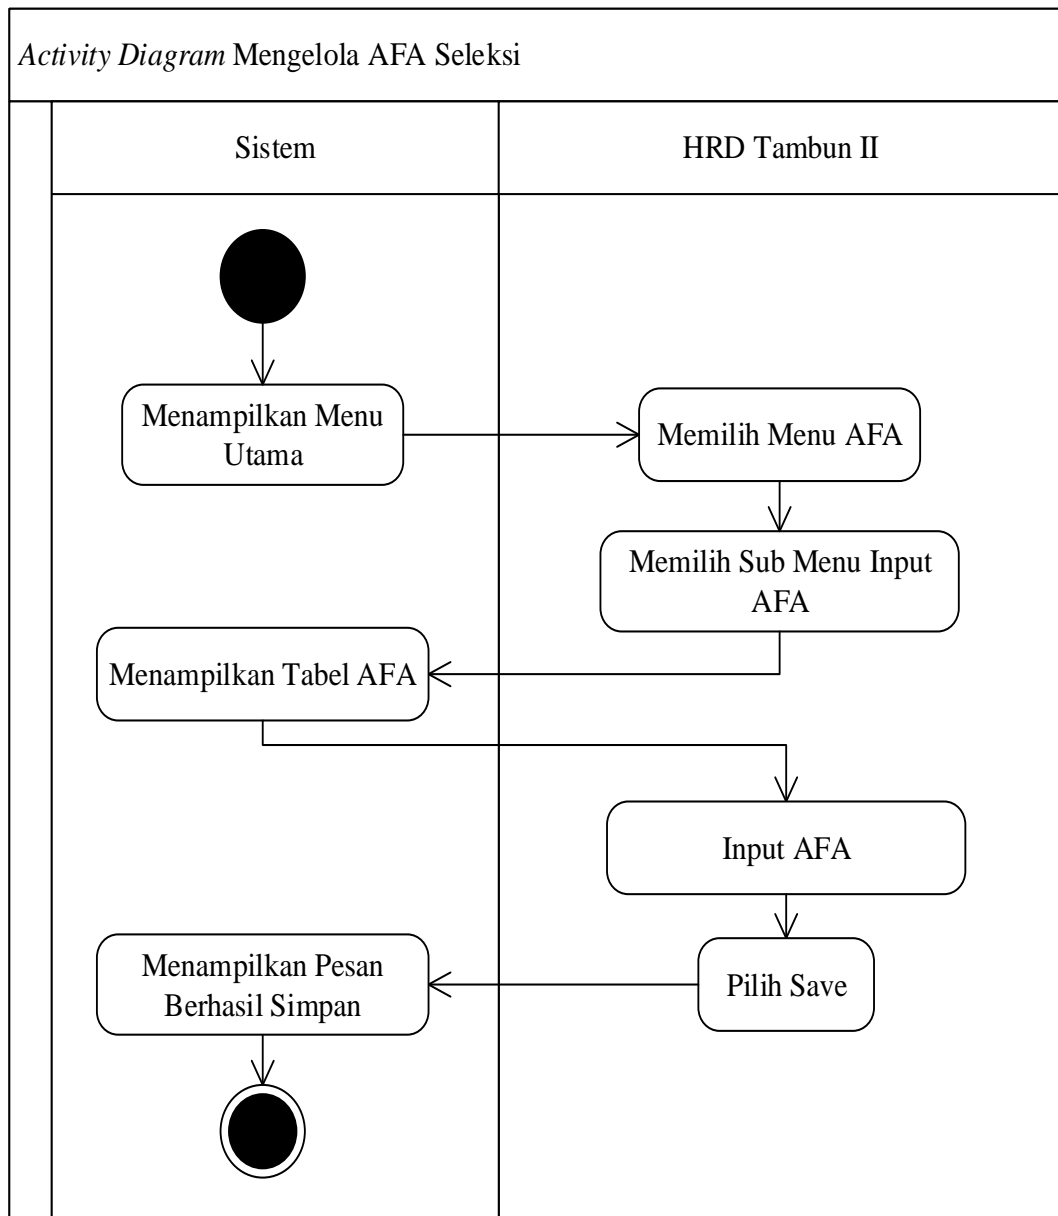 Activity Diagram Mengelola AFA Seleksi
Sistem
HRD Tambun II
Menampilkan Menu
Utama
Memilih Menu AFA
Memilih Sub Menu Input
AFA
Menampilkan Tabel AFA
Input AFA
Menampilkan Pesan
Berhasil Simpan
Pilih Save